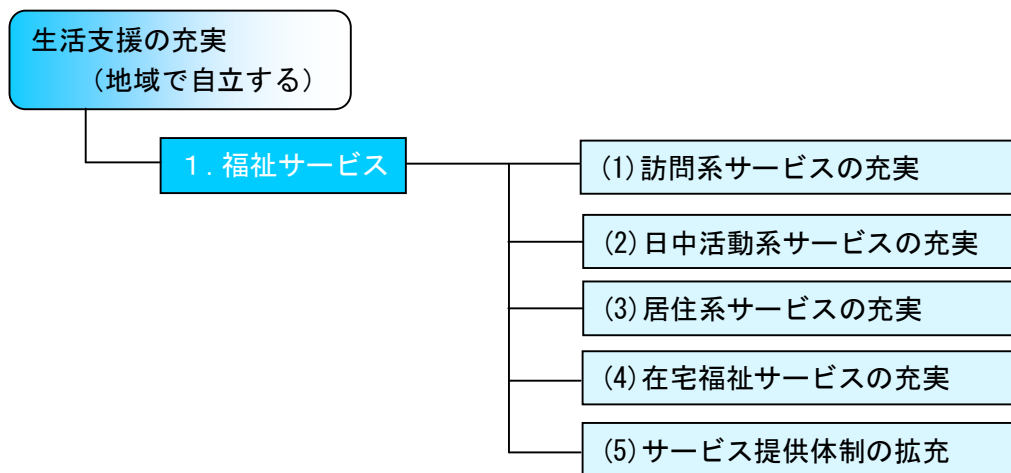 生活支援の充実
（地域で自立する）
１．福祉サービス
(1)訪問系サービスの充実
(2)日中活動系サービスの充実
(3)居住系サービスの充実
(4)在宅福祉サービスの充実
(5)サービス提供体制の拡充